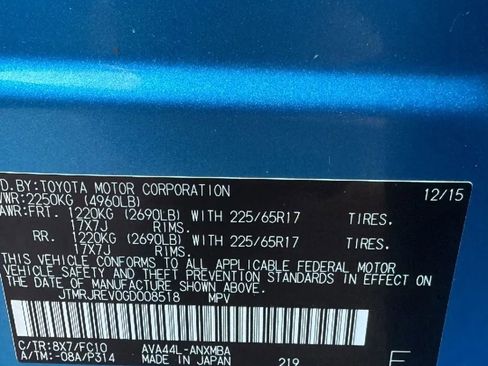 D.BY:TOYOTA MOTOR CORPORATION 12/15
VWR:2250KG (4960LB)
AWR:FRT. 1220KG (2690LB) WITH 225/65R17 TIRES.
17X7J RIMS.
RR. 1220KG (2690LB) WITH 225/65R17 TIRES.
17X7J RIMS.
THIS VEHICLE CONFORMS TO ALL APPLICABLE FEDERAL MOTOR
VEHICLE SAFETY AND THEFT PREVENTION STANDARDS IN EFFECT ON
THE DATE OF MANUFACTURE SHOWN ABOVE.
JTMRJREV0GD008518 MPV
C/TR:8X7/FC10 AVA44L-ANXMBA
A/TM:-08A/P314 MADE IN JAPAN 219